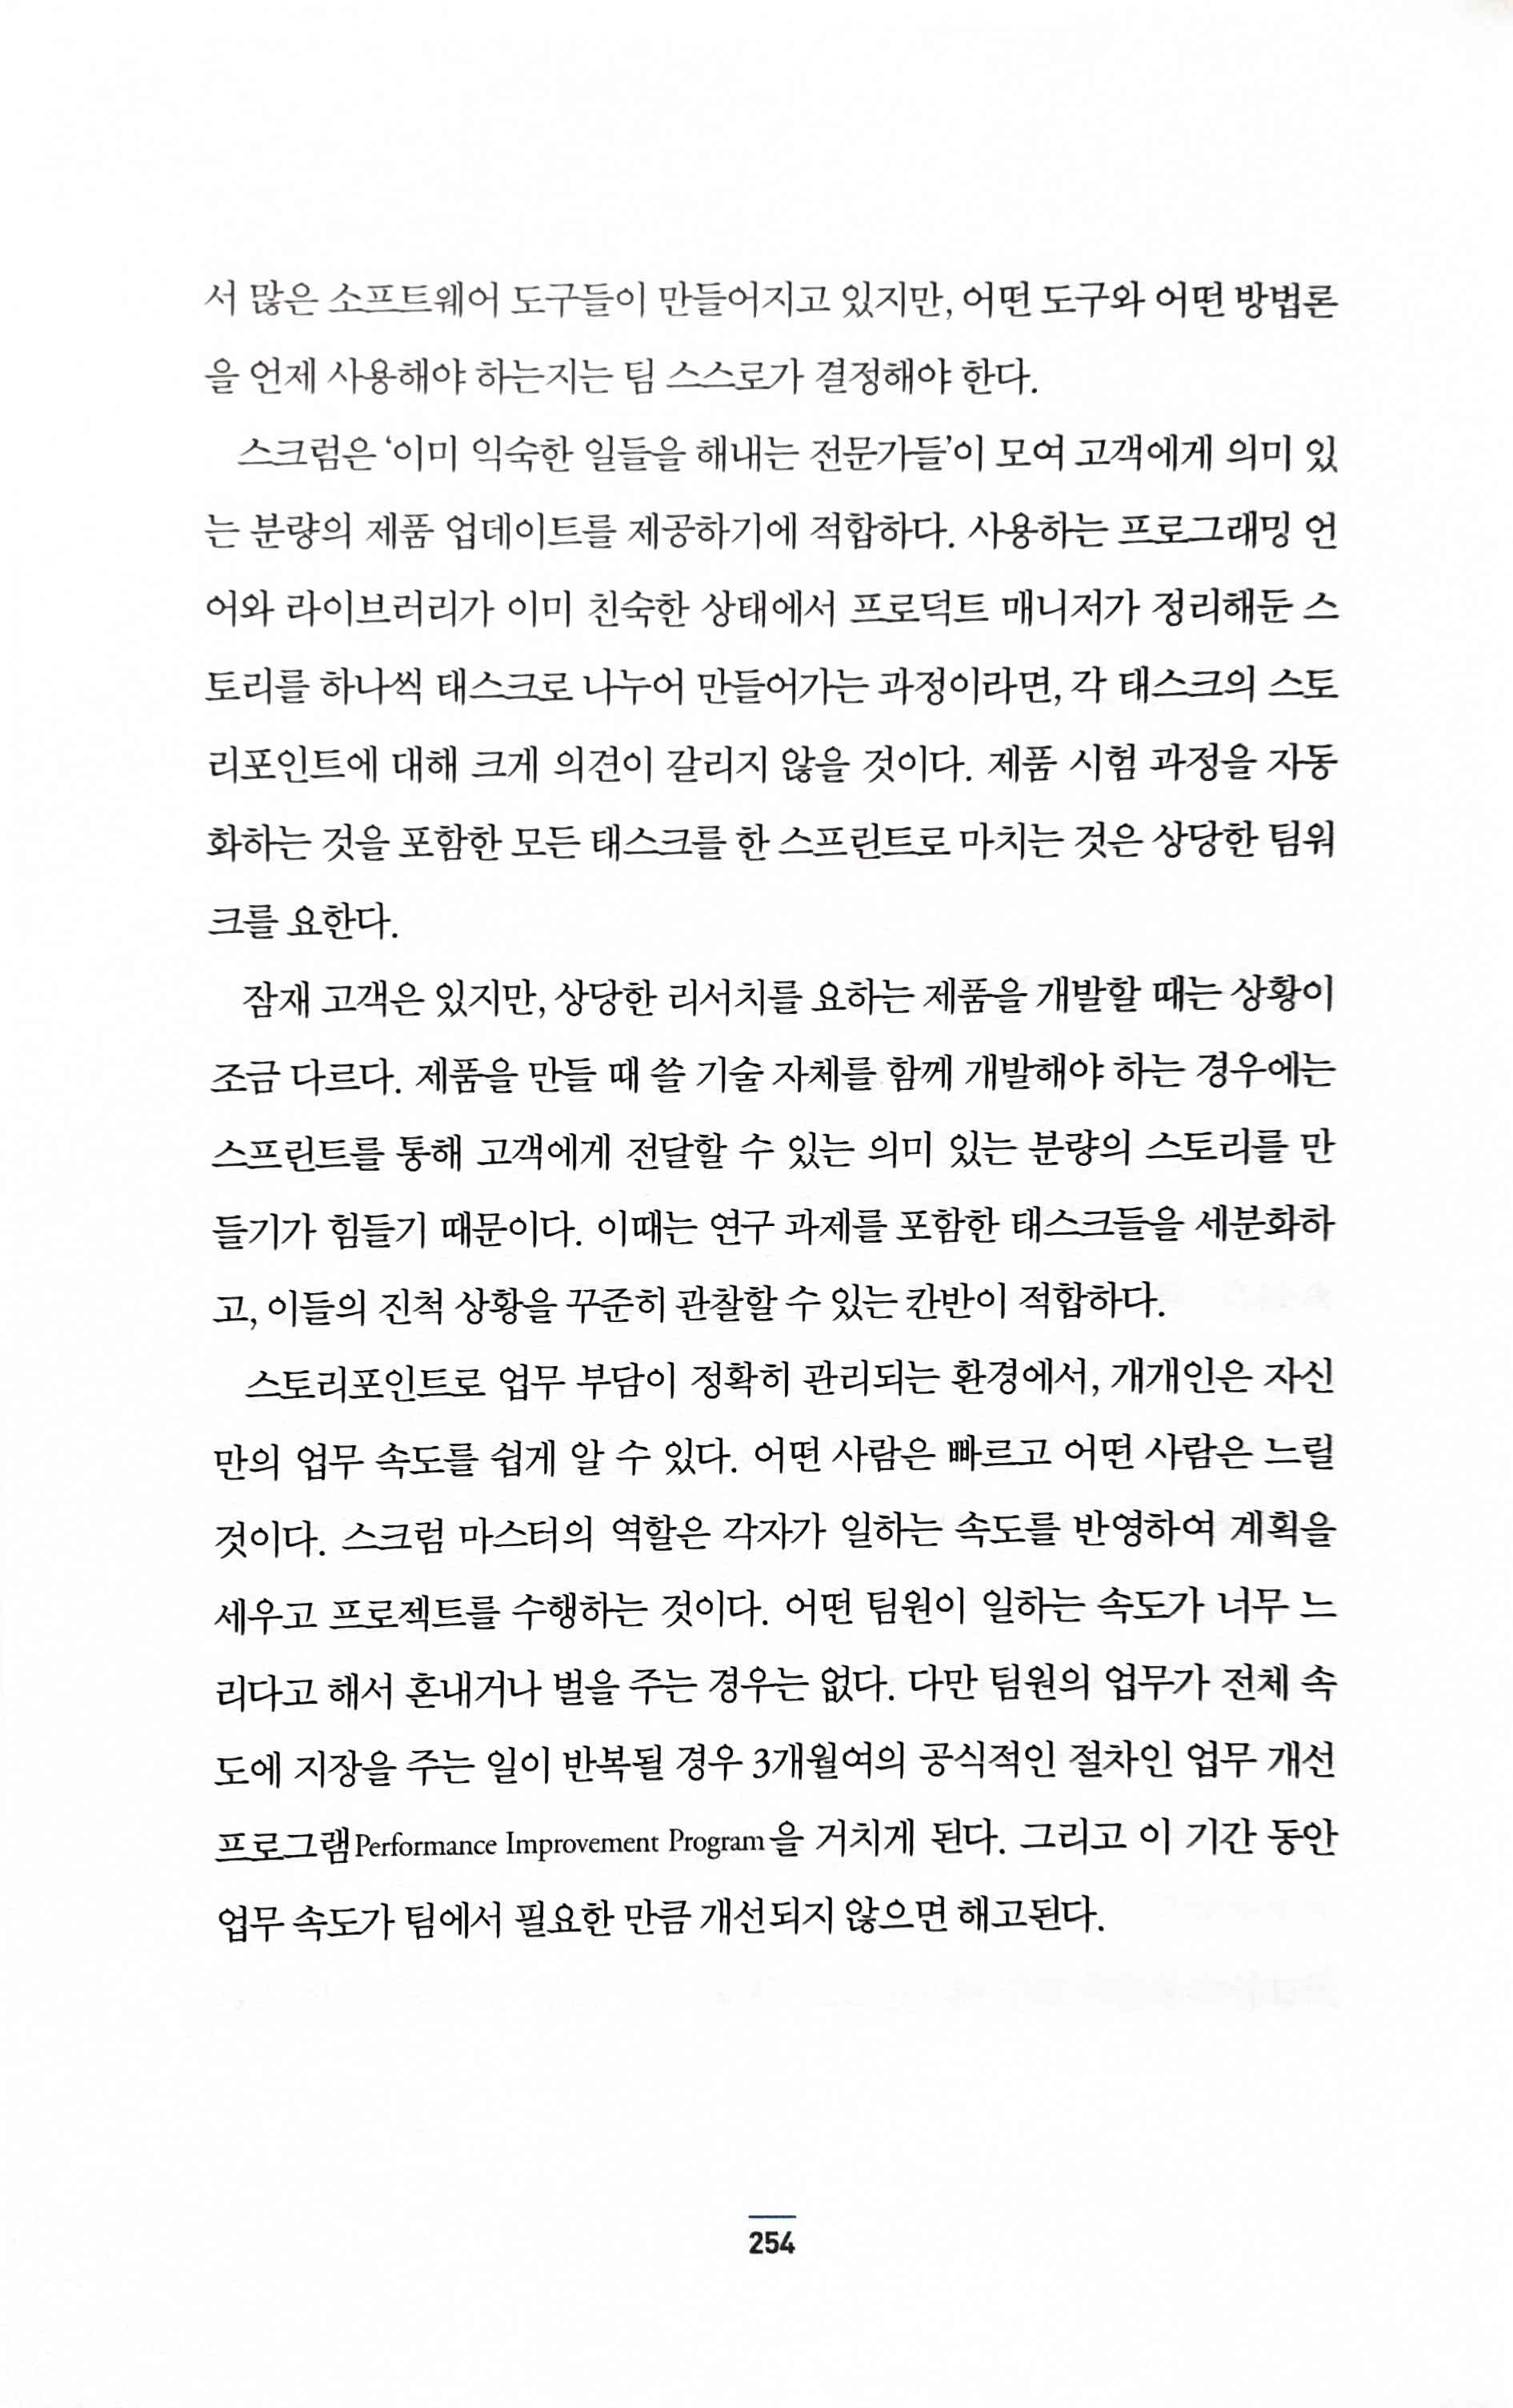 서 많은 소프트웨어 도구들이 만들어지고 있지만, 어떤 도구와 어떤 방법론
을 언제 사용해야 하는지는 팀 스스로가 결정해야 한다.
스크럼은 ‘이미 익숙한 일들을 해내는 전문가들’이 모여 고객에게 의미 있
는 분량의 제품 업데이트를 제공하기에 적합하다. 사용하는 프로그래밍 언
어와 라이브러리가 이미 친숙한 상태에서 프로덕트 매니저가 정리해둔 스
토리를 하나씩 태스크로 나누어 만들어가는 과정이라면, 각 태스크의 스토
리포인트에 대해 크게 의견이 갈리지 않을 것이다. 제품 시험 과정을 자동
화하는 것을 포함한 모든 태스크를 한 스프린트로 마치는 것은 상당한 팀워
크를 요한다.
잠재 고객은 있지만, 상당한 리서치를 요하는 제품을 개발할 때는 상황이
조금 다르다. 제품을 만들 때 쓸 기술 자체를 함께 개발해야 하는 경우에는
스프린트를 통해 고객에게 전달할 수 있는 의미 있는 분량의 스토리를 만
들기가 힘들기 때문이다. 이때는 연구 과제를 포함한 태스크들을 세분화하
고, 이들의 진척 상황을 꾸준히 관찰할 수 있는 칸반이 적합하다.
스토리포인트로 업무 부담이 정확히 관리되는 환경에서, 개개인은 자신
만의 업무 속도를 쉽게 알 수 있다. 어떤 사람은 빠르고 어떤 사람은 느릴
것이다. 스크럼 마스터의 역할은 각자가 일하는 속도를 반영하여 계획을
세우고 프로젝트를 수행하는 것이다. 어떤 팀원이 일하는 속도가 너무 느
리다고 해서 혼내거나 벌을 주는 경우는 없다. 다만 팀원의 업무가 전체 속
도에 지장을 주는 일이 반복될 경우 3개월여의 공식적인 절차인 업무 개선
프로그램Performance Improvement Program을 거치게 된다. 그리고 이 기간 동안
업무 속도가 팀에서 필요한 만큼 개선되지 않으면 해고된다.
254